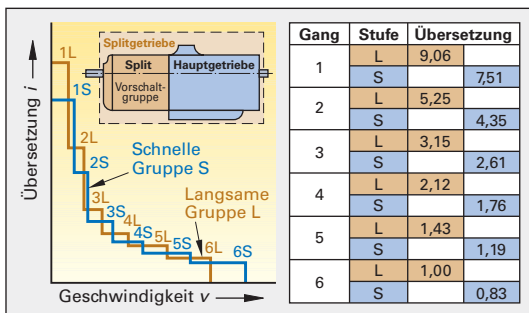 Splitgetriebe
Split
Hauptgetriebe
Vorschalt-
gruppe
Übersetzung i
1L
1S
2L
2S
3L
3S
4L
4S
5L
5S
6L
6S
Schnelle
Gruppe S
Langsame
Gruppe L
Geschwindigkeit v
Gang Stufe Übersetzung
1 L 9,06
S 7,51
2 L 5,25
S 4,35
3 L 3,15
S 2,61
4 L 2,12
S 1,76
5 L 1,43
S 1,19
6 L 1,00
S 0,83